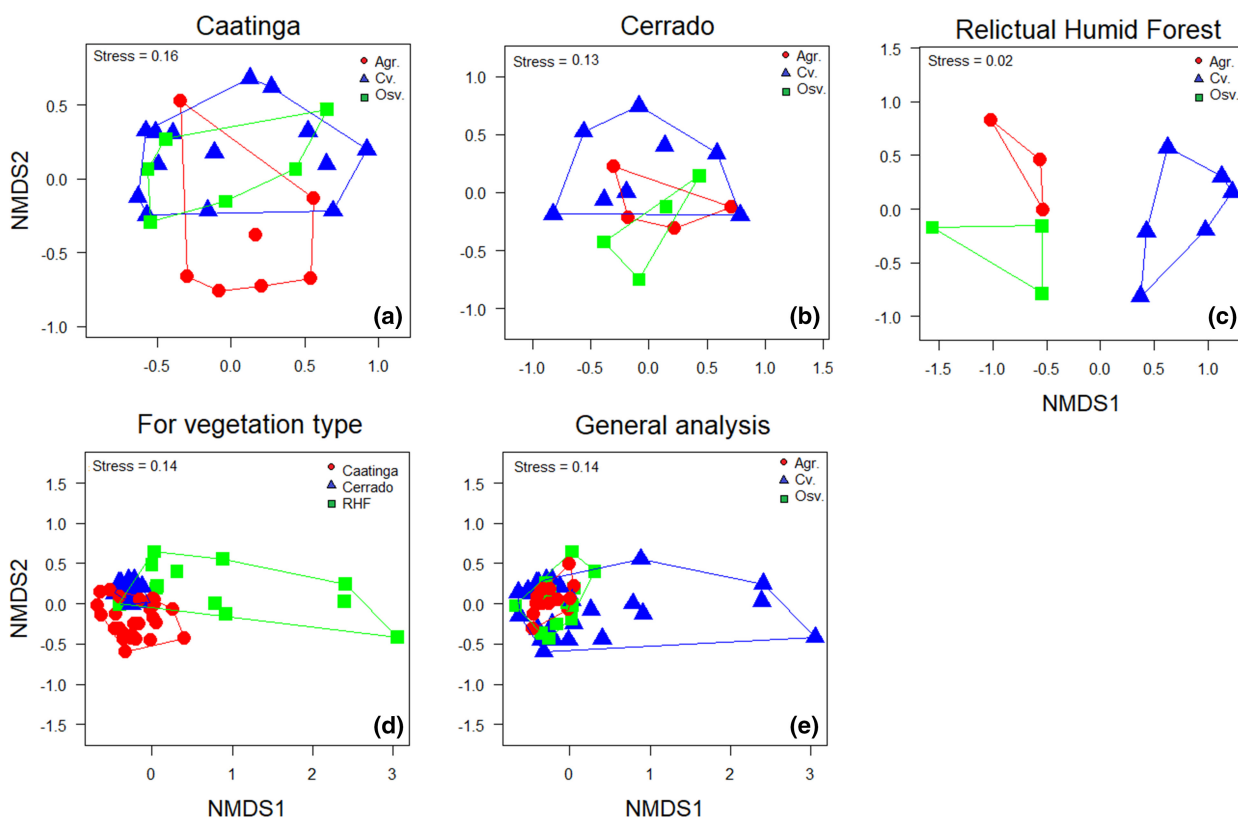 Caatinga
Stress = 0.16
Agr.
Cv.
Osv.
0.5
0.0
-0.5
-1.0
NMDS2
-0.5 0.0 0.5 1.0
(a)
Cerrado
Stress = 0.13
Agr.
Cv.
Osv.
1.0
0.5
0.0
-0.5
-1.0
-1.0 -0.5 0.0 0.5 1.0 1.5
(b)
Relictual Humid Forest
Stress = 0.02
Agr.
Cv.
Osv.
1.5
1.0
0.5
0.0
-0.5
-1.0
-1.5 -1.0 -0.5 0.0 0.5 1.0
(c)
NMDS1
For vegetation type
Stress = 0.14
Caatinga
Cerrado
RHF
1.5
1.0
0.5
0.0
-0.5
-1.0
-1.5
NMDS2
0 1 2 3
(d)
NMDS1
General analysis
Stress = 0.14
Agr.
Cv.
Osv.
1.5
1.0
0.5
0.0
-0.5
-1.0
-1.5
0 1 2 3
(e)
NMDS1